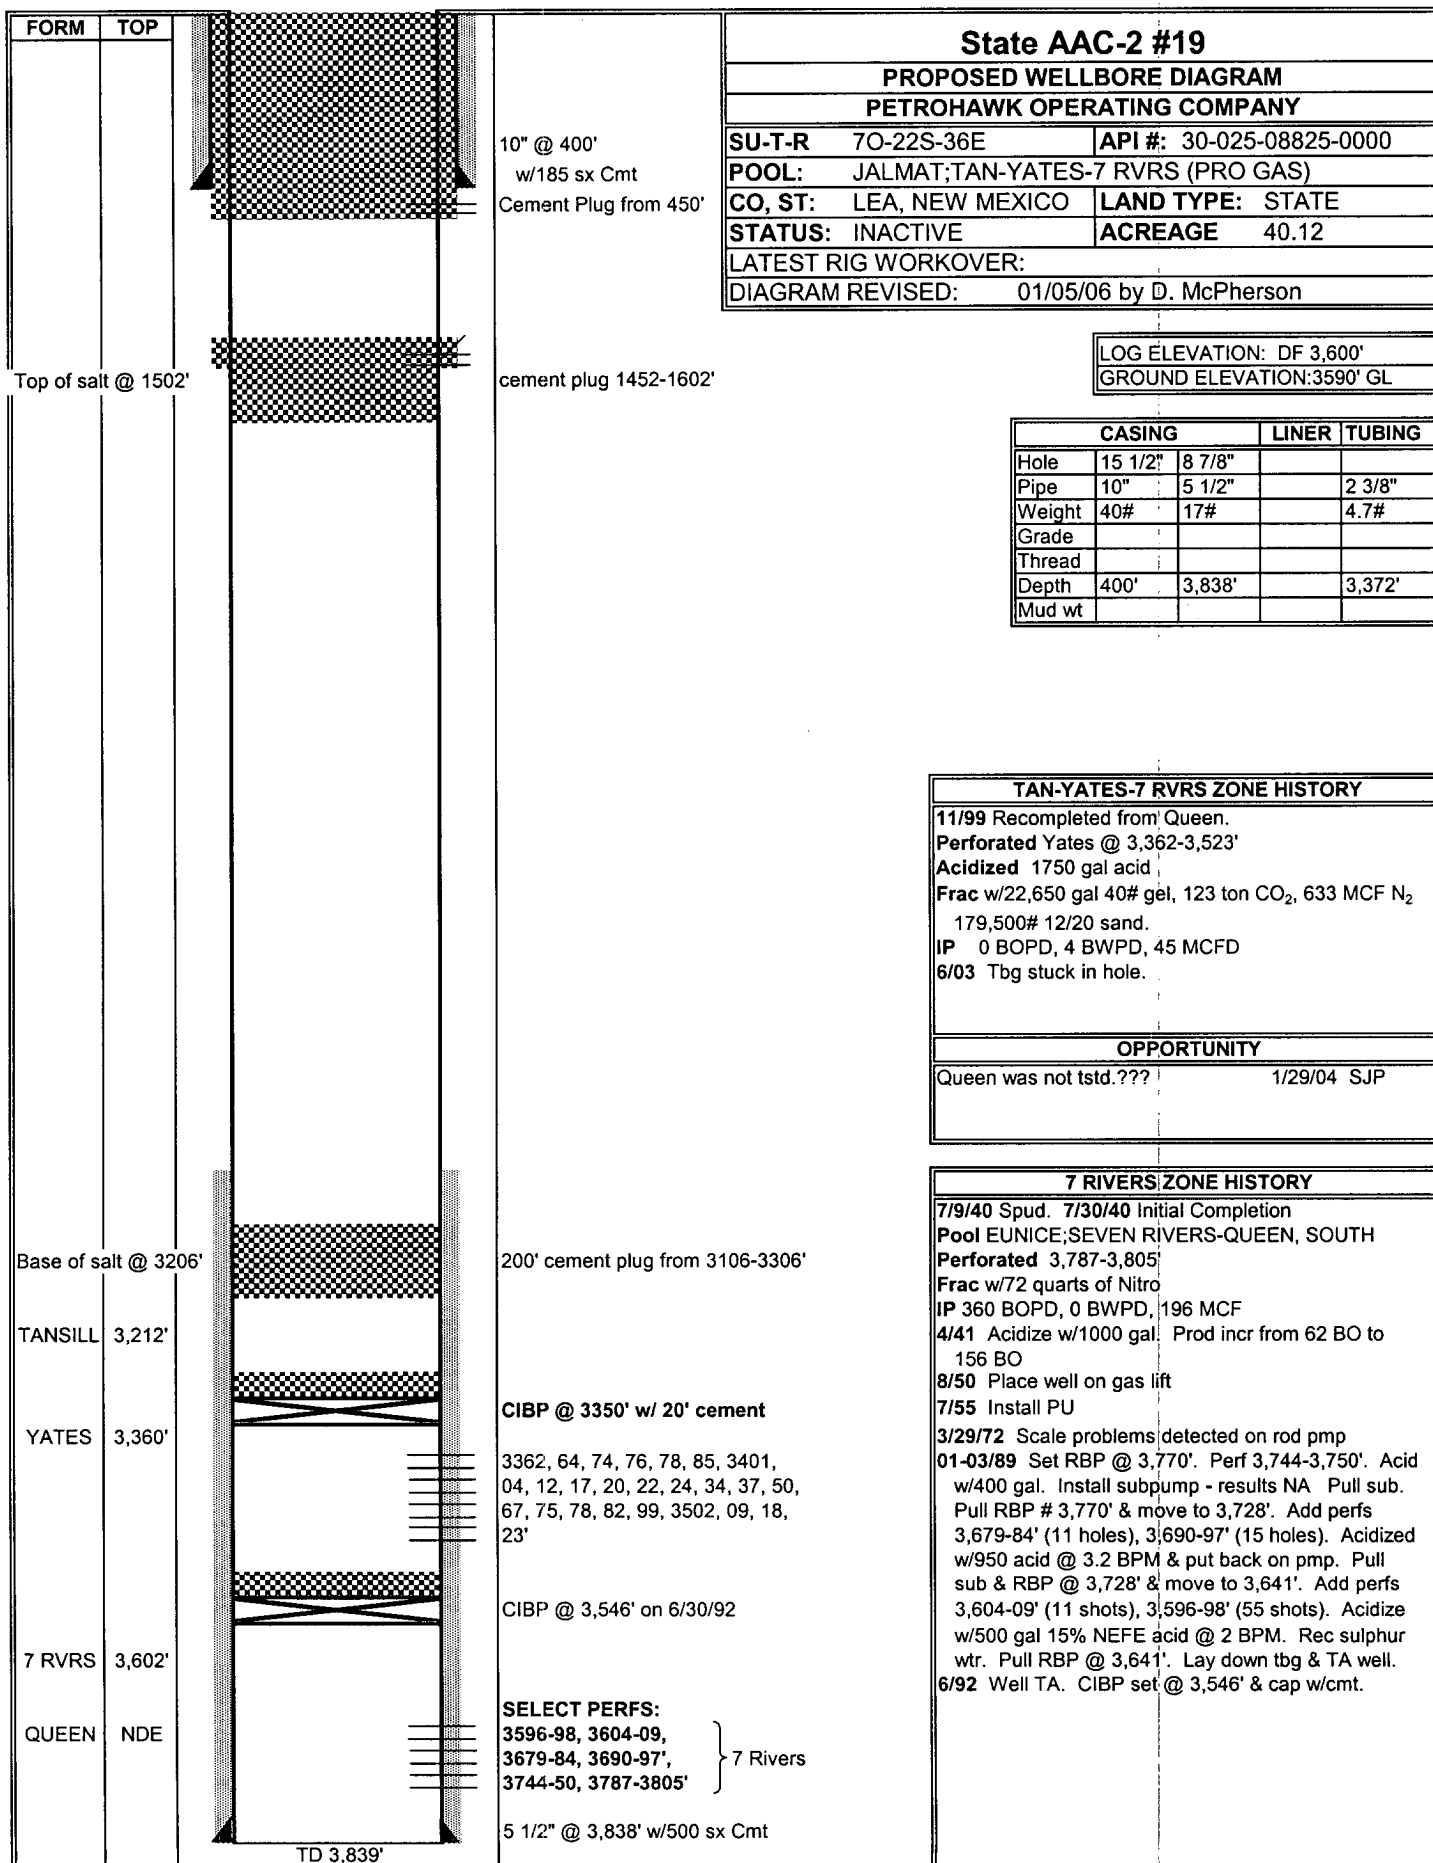 FORM TOP
State AAC-2 #19
PROPOSED WELLBORE DIAGRAM
PETROHAWK OPERATING COMPANY
SU-T-R 7O-22S-36E API #: 30-025-08825-0000
POOL: JALMAT;TAN-YATES-7 RVRS (PRO GAS)
CO, ST: LEA, NEW MEXICO LAND TYPE: STATE
STATUS: INACTIVE ACREAGE 40.12
LATEST RIG WORKOVER:
DIAGRAM REVISED: 01/05/06 by D. McPherson
10" @ 400'
w/185 sx Cmt
Cement Plug from 450'
LOG ELEVATION: DF 3,600'
GROUND ELEVATION:3590' GL
Top of salt @ 1502'
cement plug 1452-1602'
CASING LINER TUBING
Hole 15 1/2" 8 7/8"
Pipe 10" 5 1/2" 2 3/8"
Weight 40# 17# 4.7#
Grade
Thread
Depth 400' 3,838' 3,372'
Mud wt
TAN-YATES-7 RVRS ZONE HISTORY
11/99 Recompleted from Queen.
Perforated Yates @ 3,362-3,523'
Acidized 1750 gal acid
Frac w/22,650 gal 40# gel, 123 ton CO2, 633 MCF N2
179,500# 12/20 sand.
IP 0 BOPD, 4 BWPD, 45 MCFD
6/03 Tbg stuck in hole.
OPPORTUNITY
Queen was not tstd.??? 1/29/04 SJP
7 RIVERS ZONE HISTORY
7/9/40 Spud. 7/30/40 Initial Completion
Pool EUNICE;SEVEN RIVERS-QUEEN, SOUTH
Perforated 3,787-3,805'
Frac w/72 quarts of Nitro
IP 360 BOPD, 0 BWPD, 196 MCF
4/41 Acidize w/1000 gal. Prod incr from 62 BO to
156 BO
8/50 Place well on gas lift
7/55 Install PU
3/29/72 Scale problems detected on rod pmp
01-03/89 Set RBP @ 3,770'. Perf 3,744-3,750'. Acid
w/400 gal. Install subpump - results NA Pull sub.
Pull RBP # 3,770' & move to 3,728'. Add perfs
3,679-84' (11 holes), 3,690-97' (15 holes). Acidized
w/950 acid @ 3.2 BPM & put back on pmp. Pull
sub & RBP @ 3,728' & move to 3,641'. Add perfs
3,604-09' (11 shots), 3,596-98' (55 shots). Acidize
w/500 gal 15% NEFE acid @ 2 BPM. Rec sulphur
wtr. Pull RBP @ 3,641'. Lay down tbg & TA well.
6/92 Well TA. CIBP set @ 3,546' & cap w/cmt.
Base of salt @ 3206'
200' cement plug from 3106-3306'
TANSILL 3,212'
CIBP @ 3350' w/ 20' cement
YATES 3,360'
3362, 64, 74, 76, 78, 85, 3401,
04, 12, 17, 20, 22, 24, 34, 37, 50,
67, 75, 78, 82, 99, 3502, 09, 18,
23'
CIBP @ 3,546' on 6/30/92
7 RVRS 3,602'
QUEEN NDE
SELECT PERFS:
3596-98, 3604-09,
3679-84, 3690-97',
3744-50, 3787-3805'
7 Rivers
5 1/2" @ 3,838' w/500 sx Cmt
TD 3,839'